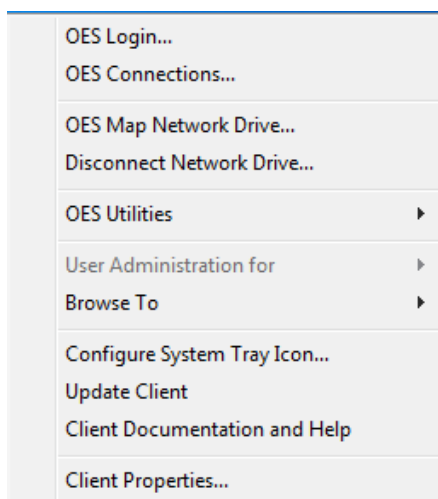 OES Login...
OES Connections...
OES Map Network Drive...
Disconnect Network Drive...
OES Utilities
User Administration for
Browse To
Configure System Tray Icon...
Update Client
Client Documentation and Help
Client Properties...